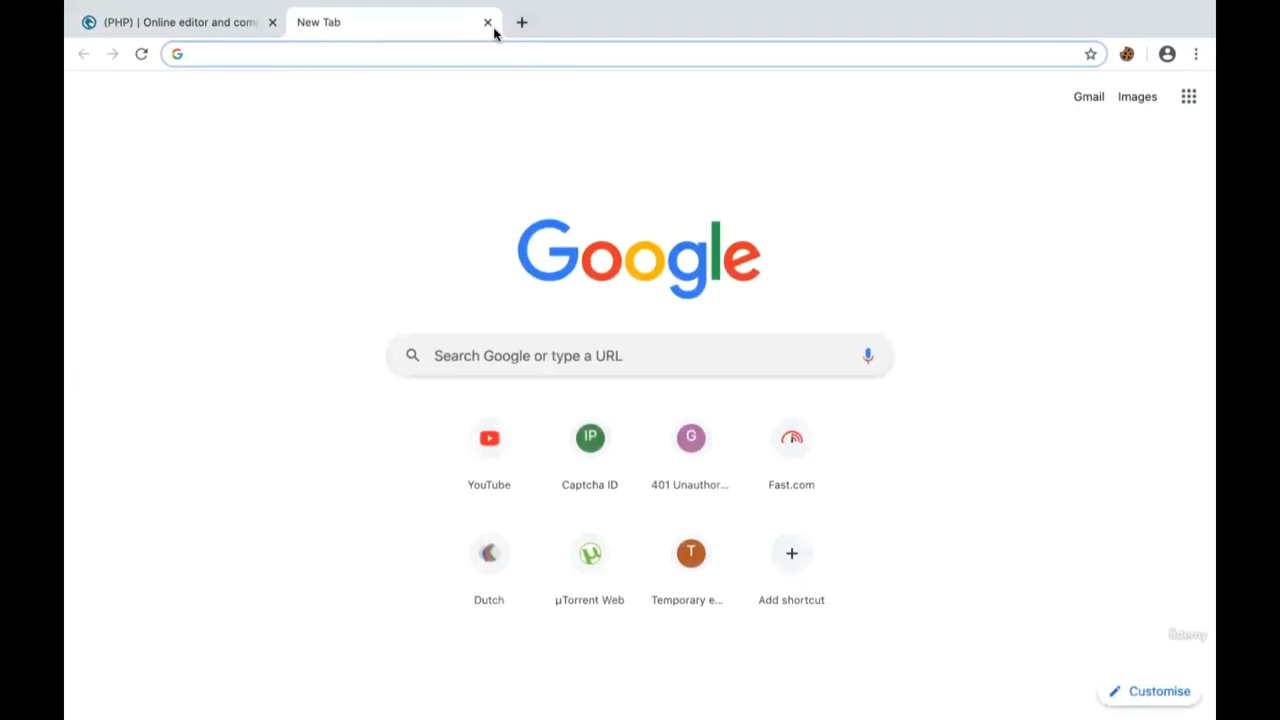 (PHP) | Online editor and com
New Tab
Gmail Images
Google
Search Google or type a URL
IP
G
YouTube
Captcha ID
401 Unauthor...
Fast.com
µ
T
Dutch
µTorrent Web
Temporary e...
Add shortcut
ûdemy
Customise